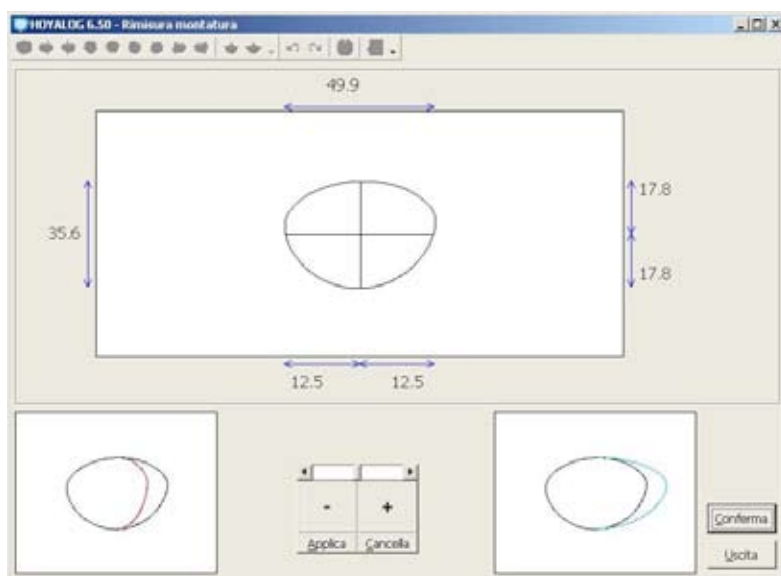 HOYALOG 6.50 - Rimisura montatura
49.9
35.6
17.8
17.8
12.5 12.5
- +
Applica Cancella
Conferma
Uscita